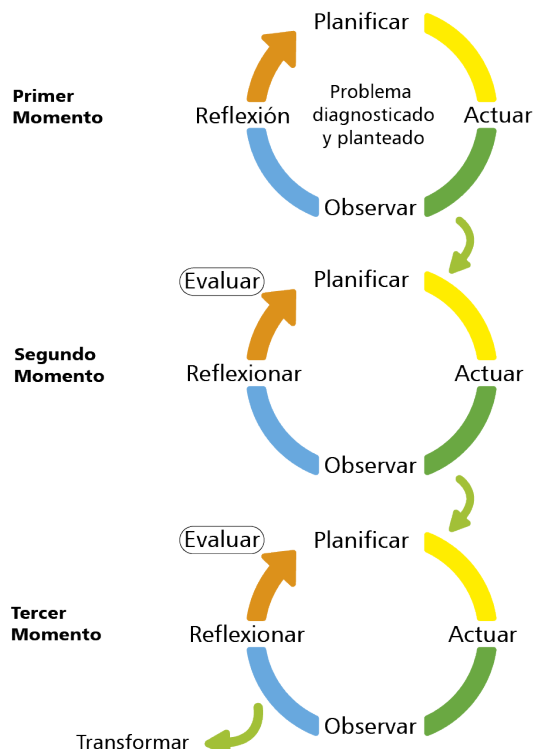 Planificar
Primer
Momento
Reflexión
Problema
diagnosticado
y planteado
Actuar
Observar
Evaluar
Planificar
Segundo
Momento
Reflexionar
Actuar
Observar
Evaluar
Planificar
Tercer
Momento
Reflexionar
Actuar
Observar
Transformar